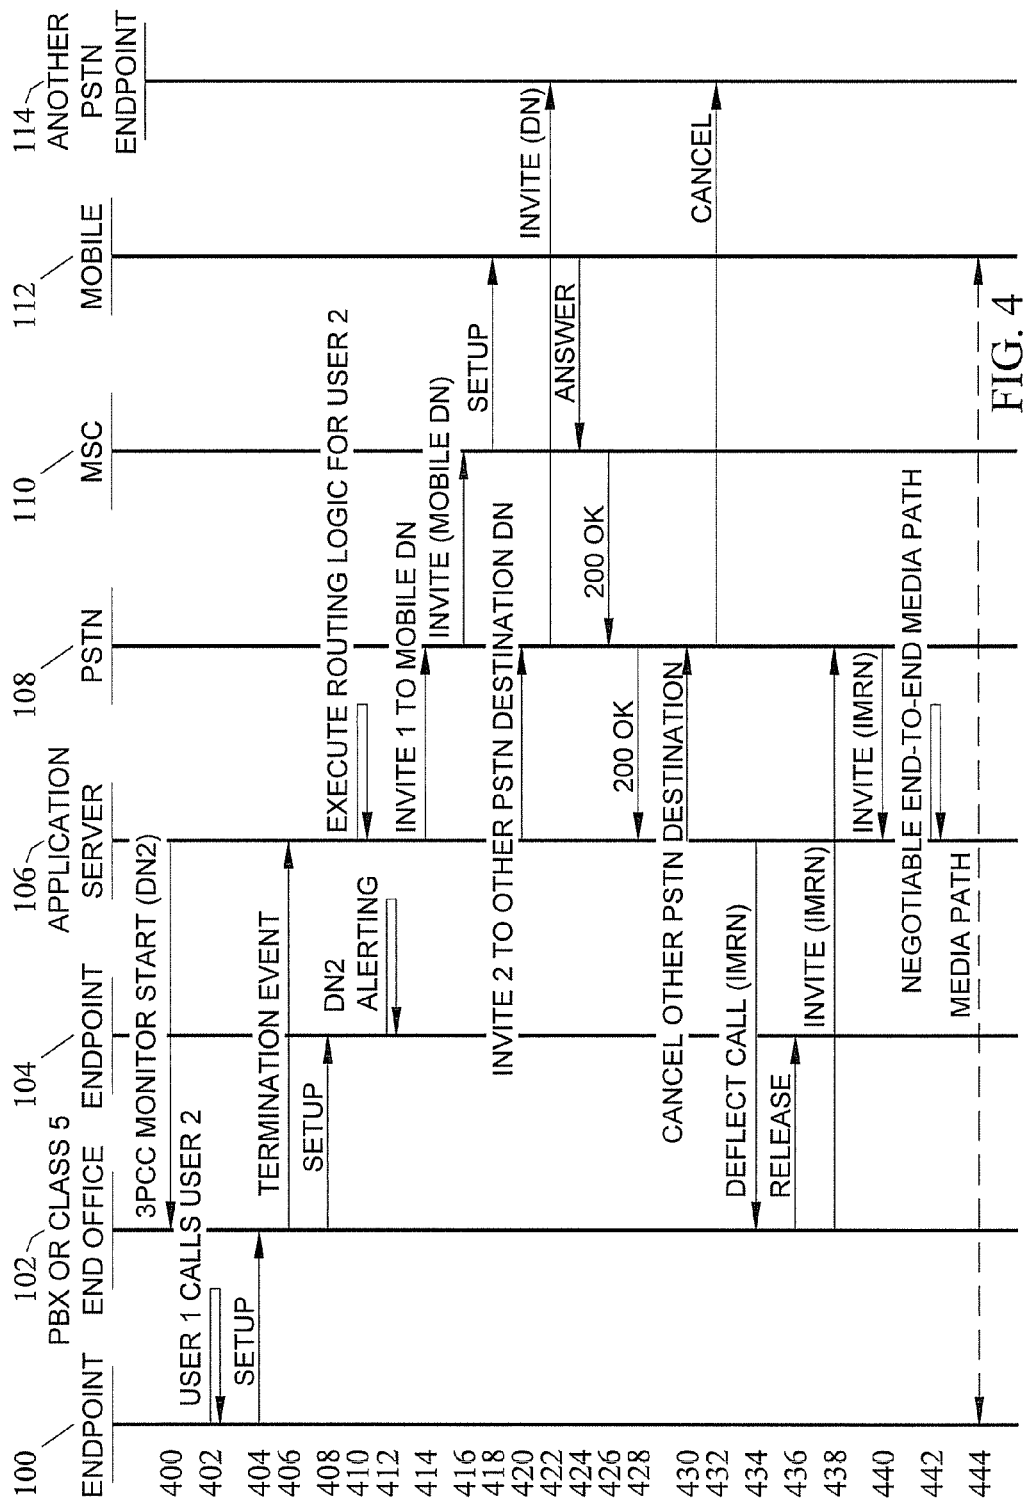 100
ENDPOINT
102
PBX OR CLASS 5
END OFFICE
104
ENDPOINT
106
APPLICATION
SERVER
108
PSTN
110
MSC
112
MOBILE
114
ANOTHER
PSTN
ENDPOINT
400
3PCC MONITOR START (DN2)
402
USER 1 CALLS USER 2
404
SETUP
406
TERMINATION EVENT
408
SETUP
410
EXECUTE ROUTING LOGIC FOR USER 2
412
DN2
ALERTING
414
INVITE 1 TO MOBILE DN
416
INVITE (MOBILE DN)
418
SETUP
420
INVITE 2 TO OTHER PSTN DESTINATION DN
422
INVITE (DN)
424
ANSWER
426
200 OK
428
200 OK
430
CANCEL OTHER PSTN DESTINATION
432
CANCEL
434
DEFLECT CALL (IMRN)
436
RELEASE
438
INVITE (IMRN)
440
INVITE (IMRN)
442
NEGOTIABLE END-TO-END MEDIA PATH
444
MEDIA PATH
FIG. 4